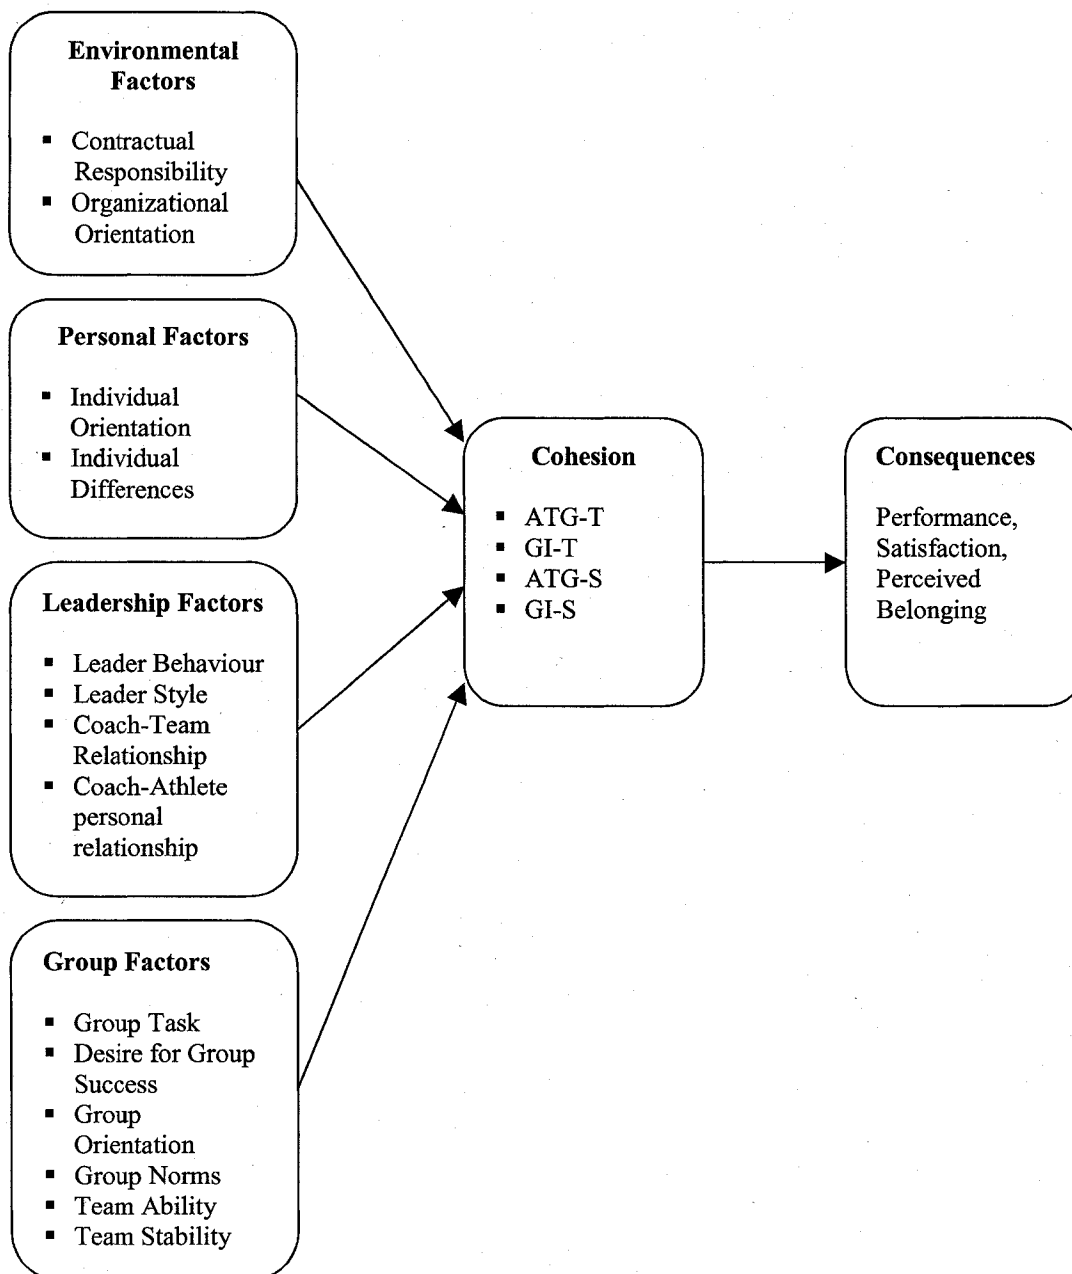 Environmental
Factors
▪ Contractual
Responsibility
▪ Organizational
Orientation
Personal Factors
▪ Individual
Orientation
▪ Individual
Differences
Leadership Factors
▪ Leader Behaviour
▪ Leader Style
▪ Coach-Team
Relationship
▪ Coach-Athlete
personal
relationship
Group Factors
▪ Group Task
▪ Desire for Group
Success
▪ Group
Orientation
▪ Group Norms
▪ Team Ability
▪ Team Stability
Cohesion
▪ ATG-T
▪ GI-T
▪ ATG-S
▪ GI-S
Consequences
Performance,
Satisfaction,
Perceived
Belonging